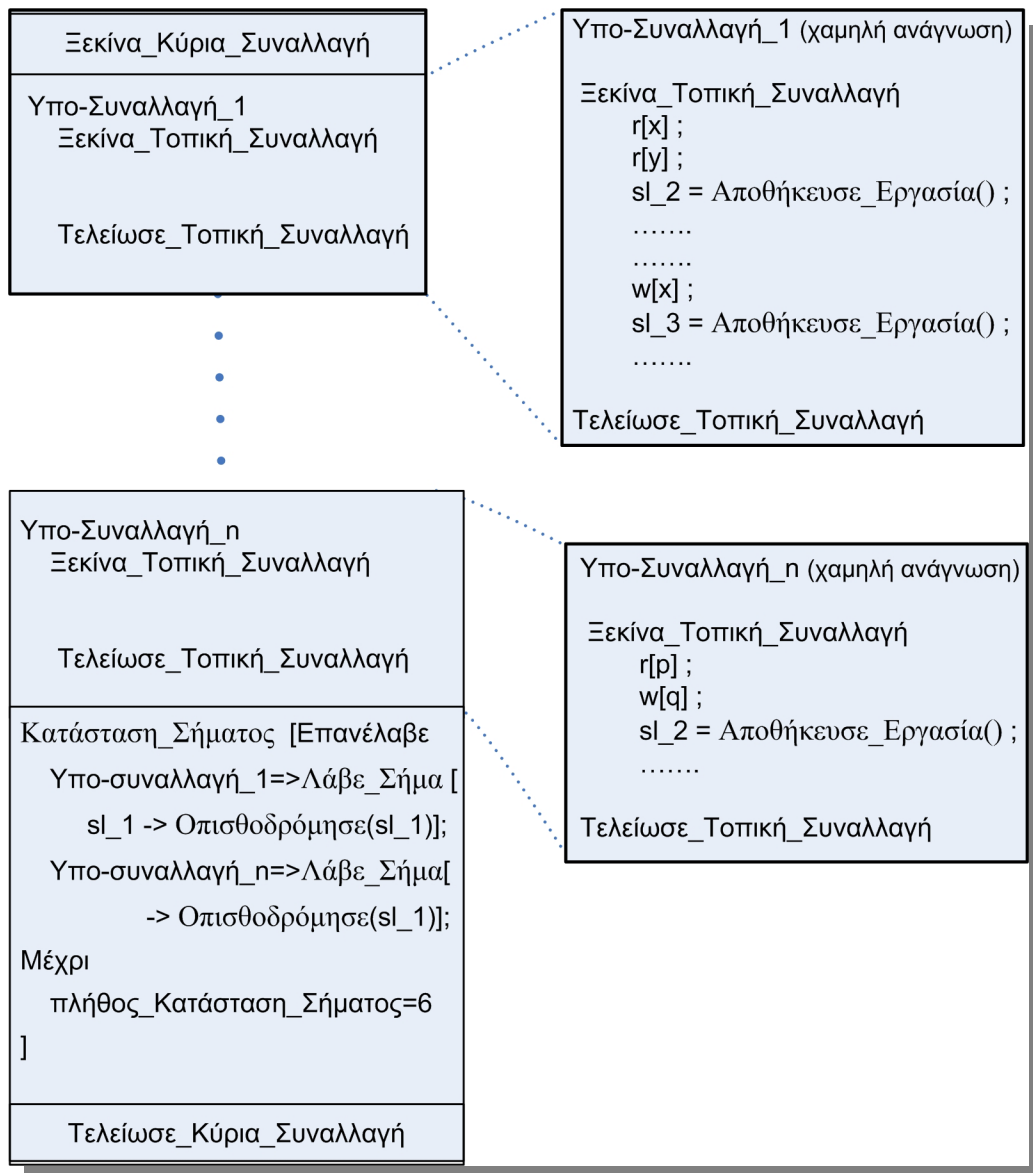 Ξεκίνα_Κύρια_Συναλλαγή
Υπο-Συναλλαγή_1
Ξεκίνα_Τοπική_Συναλλαγή
Τελείωσε_Τοπική_Συναλλαγή
Υπο-Συναλλαγή_1 (χαμηλή ανάγνωση)
Ξεκίνα_Τοπική_Συναλλαγή
r[x] ;
r[y] ;
sl_2 = Αποθήκευσε_Εργασία() ;
…….
…….
w[x] ;
sl_3 = Αποθήκευσε_Εργασία() ;
…….
Τελείωσε_Τοπική_Συναλλαγή
Υπο-Συναλλαγή_n
Ξεκίνα_Τοπική_Συναλλαγή
Τελείωσε_Τοπική_Συναλλαγή
Κατάσταση_Σήματος [Επανέλαβε
Υπο-συναλλαγή_1=>Λάβε_Σήμα [
sl_1 -> Οπισθοδρόμησε(sl_1)];
Υπο-συναλλαγή_n=>Λάβε_Σήμα[
-> Οπισθοδρόμησε(sl_1)];
Μέχρι
πλήθος_Κατάσταση_Σήματος=6
]
Τελείωσε_Κύρια_Συναλλαγή
Υπο-Συναλλαγή_n (χαμηλή ανάγνωση)
Ξεκίνα_Τοπική_Συναλλαγή
r[p] ;
w[q] ;
sl_2 = Αποθήκευσε_Εργασία() ;
…….
Τελείωσε_Τοπική_Συναλλαγή